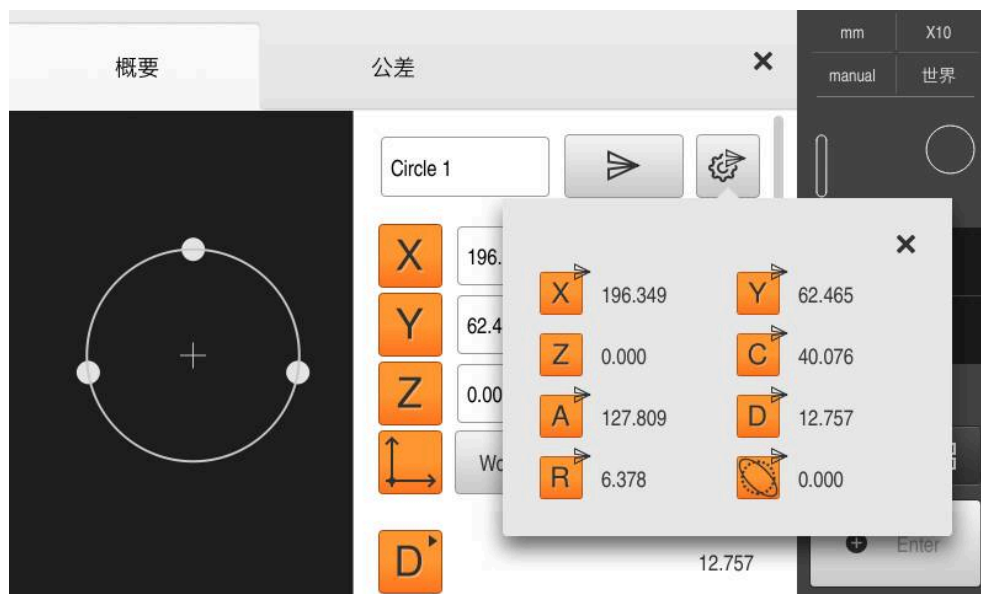 概要
公差
mm
X10
manual
世界
Circle 1
X
196.
Y
62.4
Z
0.00
D
12.757
X 196.349
Y 62.465
Z 0.000
C 40.076
A 127.809
D 12.757
R 6.378
0.000
Enter